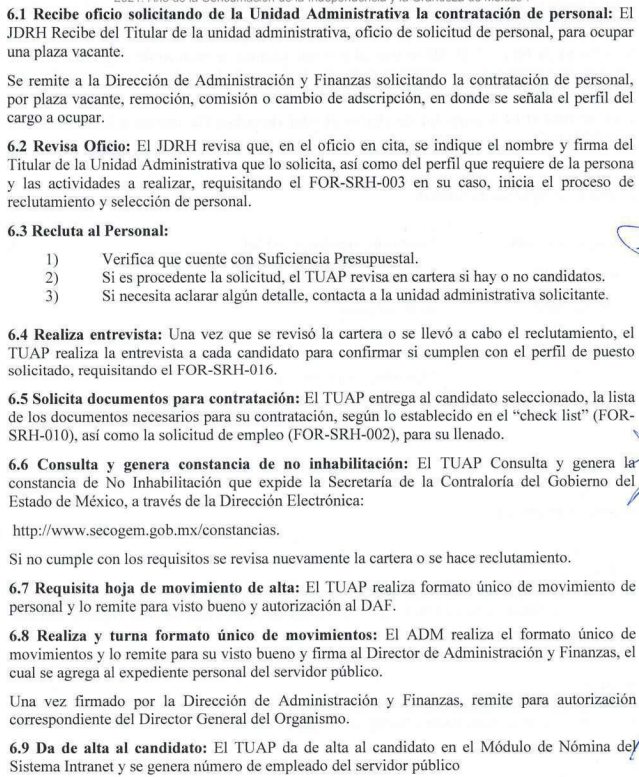 2021. Año de la Consumación de la Independencia y la Grandeza de México
6.1 Recibe oficio solicitando de la Unidad Administrativa la contratación de personal: El
JDRH Recibe del Titular de la unidad administrativa, oficio de solicitud de personal, para ocupar
una plaza vacante.
Se remite a la Dirección de Administración y Finanzas solicitando la contratación de personal,
por plaza vacante, remoción, comisión o cambio de adscripción, en donde se señala el perfil del
cargo a ocupar.
6.2 Revisa Oficio: El JDRH revisa que, en el oficio en cita, se indique el nombre y firma del
Titular de la Unidad Administrativa que lo solicita, así como del perfil que requiere de la persona
y las actividades a realizar, requisitando el FOR-SRH-003 en su caso, inicia el proceso de
reclutamiento y selección de personal.
6.3 Recluta al Personal:
1) Verifica que cuente con Suficiencia Presupuestal.
2) Si es procedente la solicitud, el TUAP revisa en cartera si hay o no candidatos.
3) Si necesita aclarar algún detalle, contacta a la unidad administrativa solicitante.
6.4 Realiza entrevista: Una vez que se revisó la cartera o se llevó a cabo el reclutamiento, el
TUAP realiza la entrevista a cada candidato para confirmar si cumplen con el perfil de puesto
solicitado, requisitando el FOR-SRH-016.
6.5 Solicita documentos para contratación: El TUAP entrega al candidato seleccionado, la lista
de los documentos necesarios para su contratación, según lo establecido en el “check list” (FOR-
SRH-010), así como la solicitud de empleo (FOR-SRH-002), para su llenado.
6.6 Consulta y genera constancia de no inhabilitación: El TUAP Consulta y genera la
constancia de No Inhabilitación que expide la Secretaría de la Contraloría del Gobierno del
Estado de México, a través de la Dirección Electrónica:
http://www.secogem.gob.mx/constancias.
Si no cumple con los requisitos se revisa nuevamente la cartera o se hace reclutamiento.
6.7 Requisita hoja de movimiento de alta: El TUAP realiza formato único de movimiento de
personal y lo remite para visto bueno y autorización al DAF.
6.8 Realiza y turna formato único de movimientos: El ADM realiza el formato único de
movimientos y lo remite para su visto bueno y firma al Director de Administración y Finanzas, el
cual se agrega al expediente personal del servidor público.
Una vez firmado por la Dirección de Administración y Finanzas, remite para autorización
correspondiente del Director General del Organismo.
6.9 Da de alta al candidato: El TUAP da de alta al candidato en el Módulo de Nómina del
Sistema Intranet y se genera número de empleado del servidor público